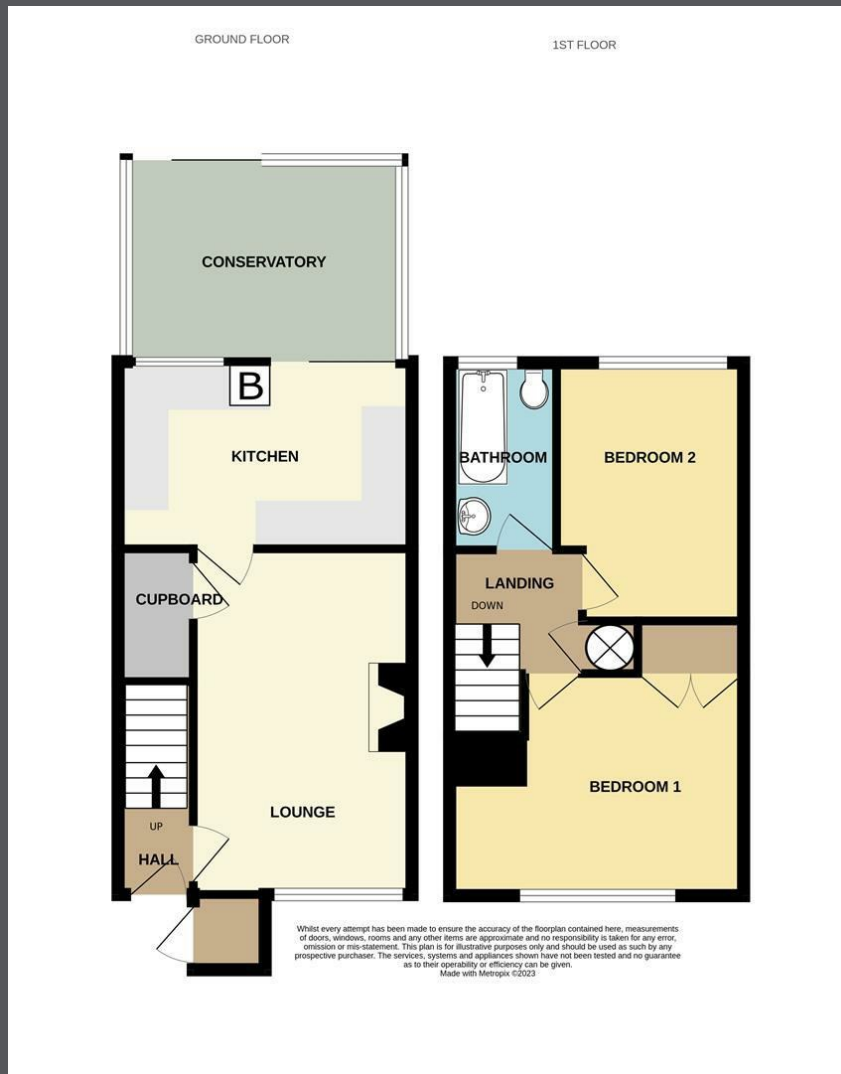 GROUND FLOOR
1ST FLOOR
CONSERVATORY
B
KITCHEN
CUPBOARD
UP
HALL
LOUNGE
BATHROOM
BEDROOM 2
LANDING
DOWN
BEDROOM 1
Whilst every attempt has been made to ensure the accuracy of the floorplan contained here, measurements
of doors, windows, rooms and any other items are approximate and no responsibility is taken for any error,
omission or mis-statement. This plan is for illustrative purposes only and should be used as such by any
prospective purchaser. The services, systems and appliances shown have not been tested and no guarantee
as to their operability or efficiency can be given.
Made with Metropix ©2023